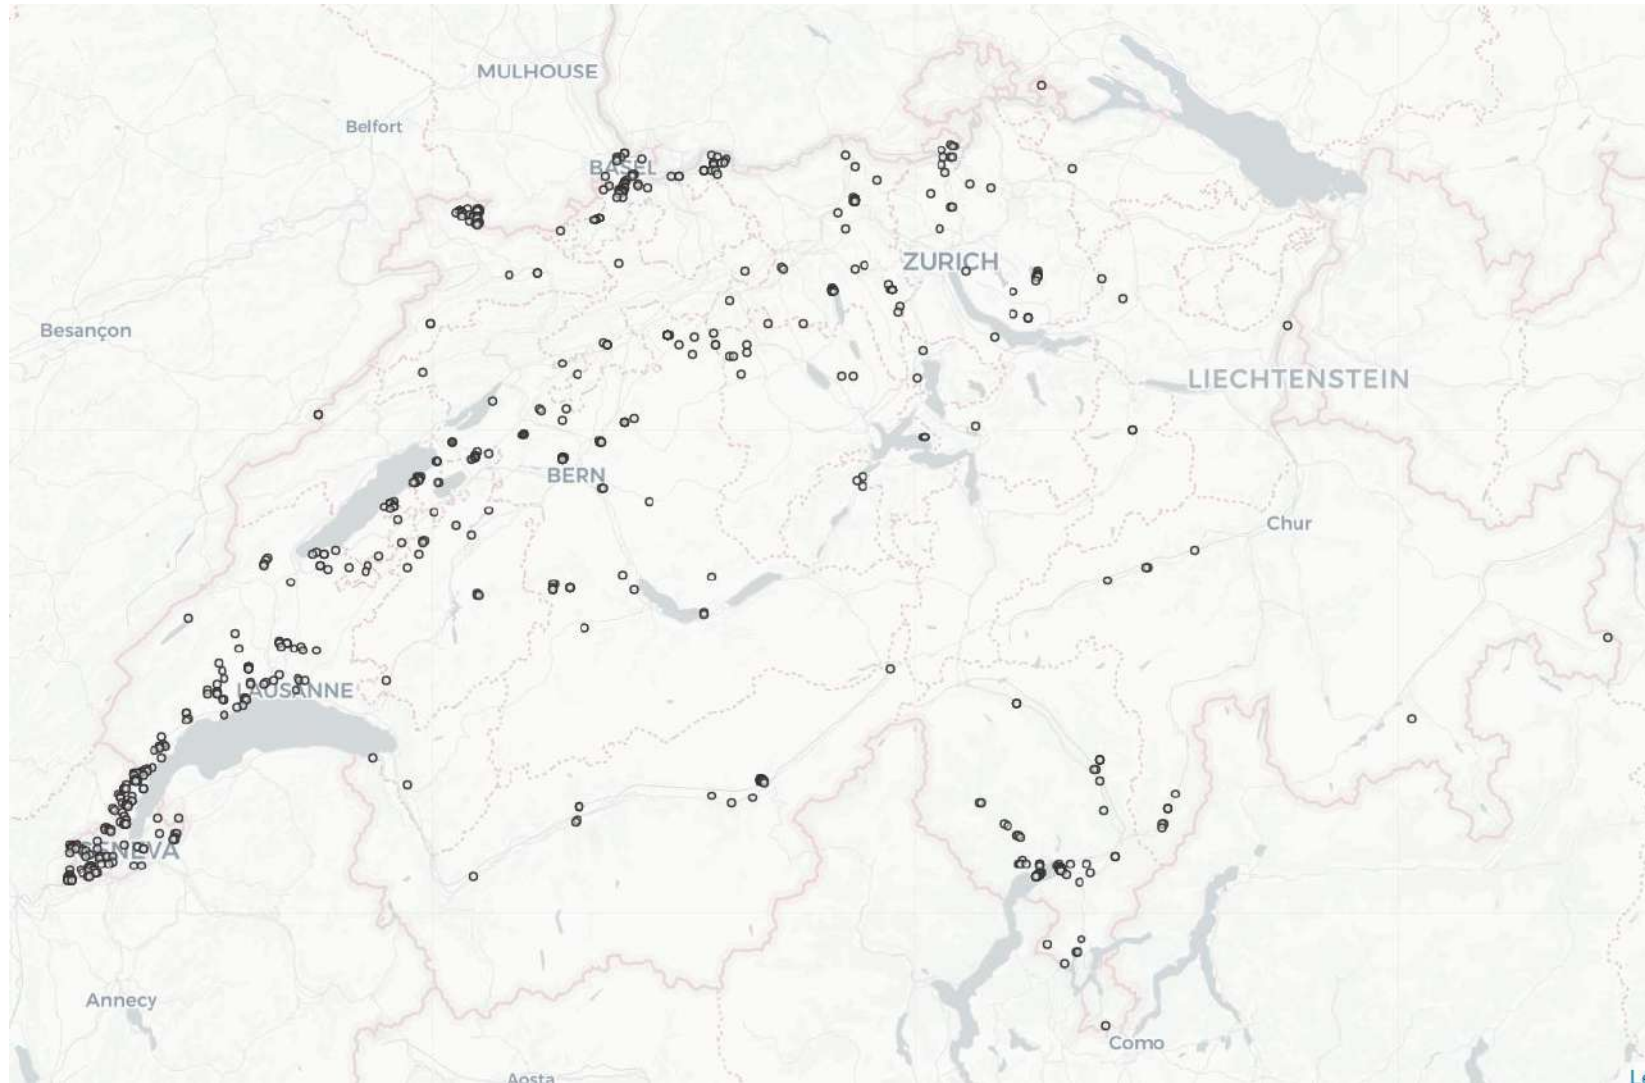 MULHOUSE
Belfort
BASEL
ZURICH
Besançon
LIECHTENSTEIN
BERN
Chur
LAUSANNE
GENEVA
Annecy
Como
Aosta